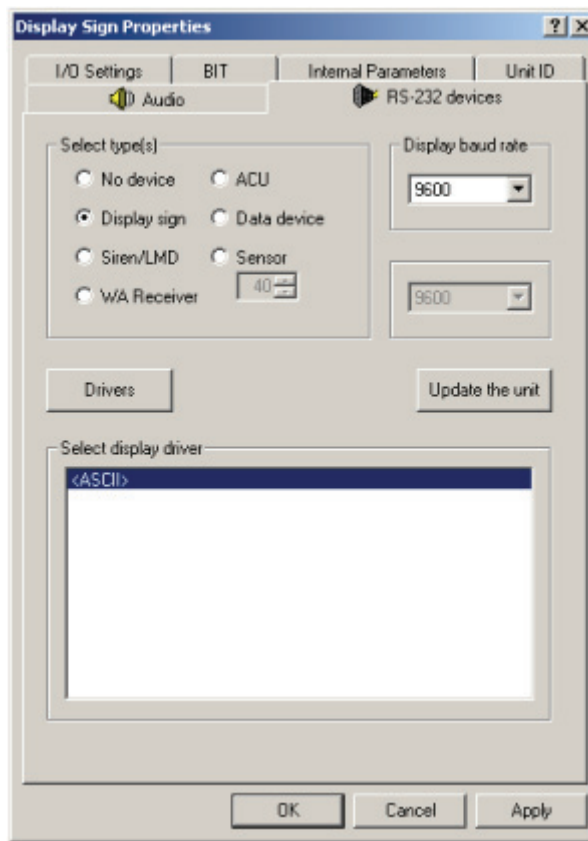 Display Sign Properties
? X
I/O Settings BIT Internal Parameters Unit ID
Audio RS-232 devices
Select type(s)
No device ACU
Display sign Data device
Siren/LMD Sensor
WA Receiver 40
Display baud rate
9600
9600
Drivers Update the unit
Select display driver
<ASCII>
OK Cancel Apply